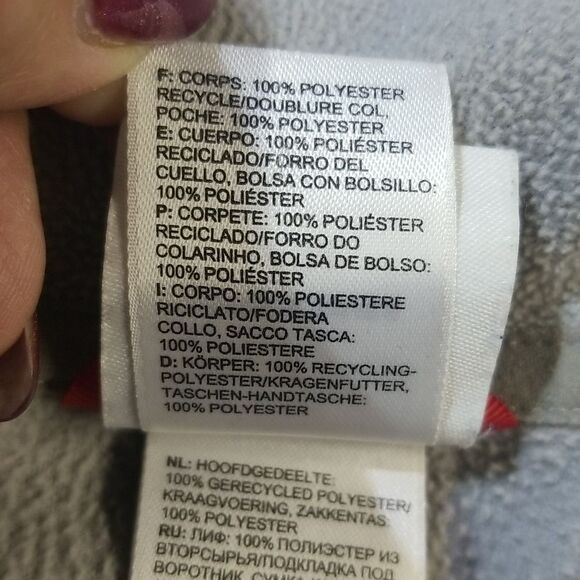 F: CORPS: 100% POLYESTER
RECYCLE/DOUBLURE COL,
POCHE: 100% POLYESTER
E: CUERPO: 100% POLIÉSTER
RECICLADO/FORRO DEL
CUELLO, BOLSA CON BOLSILLO:
100% POLIÉSTER
P: CORPETE: 100% POLIÉSTER
RECICLADO/FORRO DO
COLARINHO, BOLSA DE BOLSO:
100% POLIÉSTER
I: CORPO: 100% POLIESTERE
RICICLATO/FODERA
COLLO, SACCO TASCA:
100% POLIESTERE
D: KÖRPER: 100% RECYCLING-
POLYESTER/KRAGENFUTTER,
TASCHEN-HANDTASCHE:
100% POLYESTER
NL: HOOFDGEDEELTE:
100% GERECYCLED POLYESTER/
KRAAGVOERING, ZAKKENTAS:
100% POLYESTER
RU: ЛИФ: 100% ПОЛИЭСТЕР ИЗ
ВТОРСЫРЬЯ/ПОДКЛАДКА ПОД
ВОРОТНИК, СУМКА